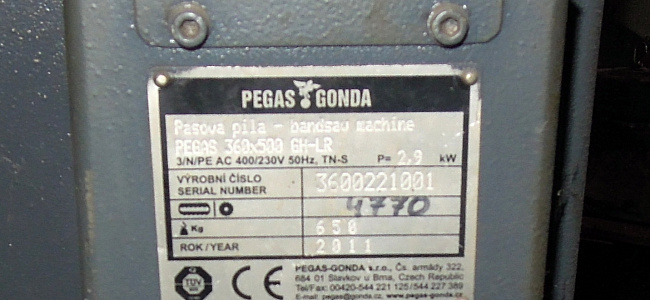 PEGAS GONDA
Pasova pila - bandsaw machine
PEGAS 360x500 GH-LR
3/N/PE AC 400/230V 50Hz, TN-S P= 2,9 kW
VÝROBNÍ ČÍSLO
SERIAL NUMBER 3600221001
4770
Kg 650
ROK / YEAR 2011
TÜV
CE
PEGAS-GONDA s.r.o., Čs. armády 322,
684 01 Slavkov u Brna, Czech Republic
Tel/Fax: 00420-544 221 125/544 227 389
E-mail: pegas@gonda.cz, www.pegas-gonda.cz